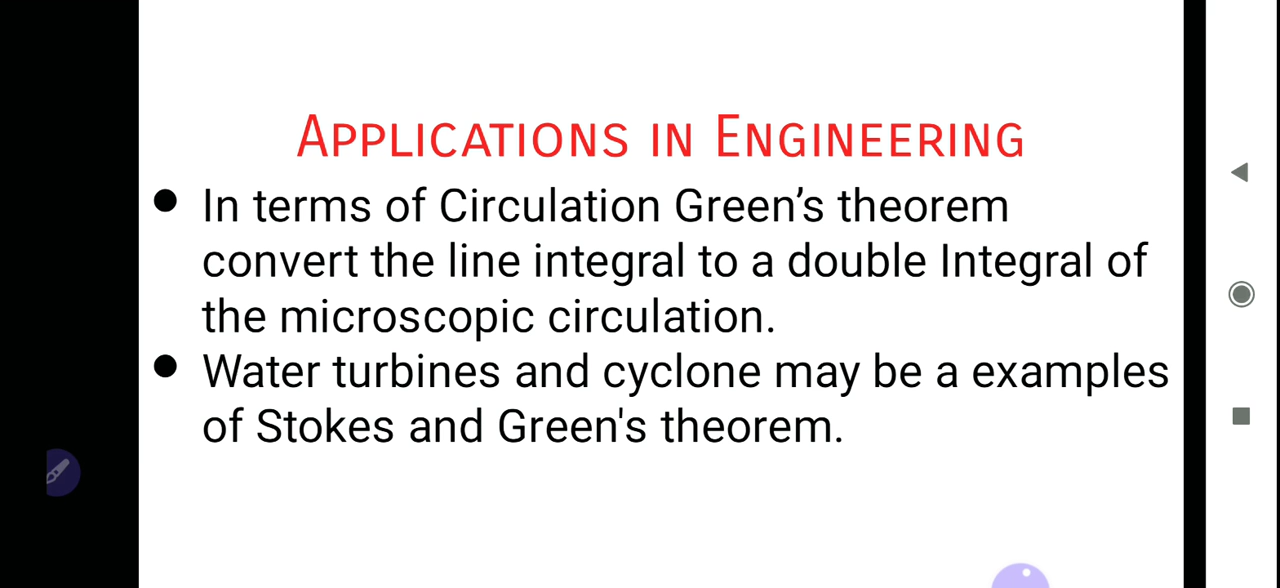 Applications in Engineering
In terms of Circulation Green’s theorem
convert the line integral to a double Integral of
the microscopic circulation.
Water turbines and cyclone may be a examples
of Stokes and Green's theorem.